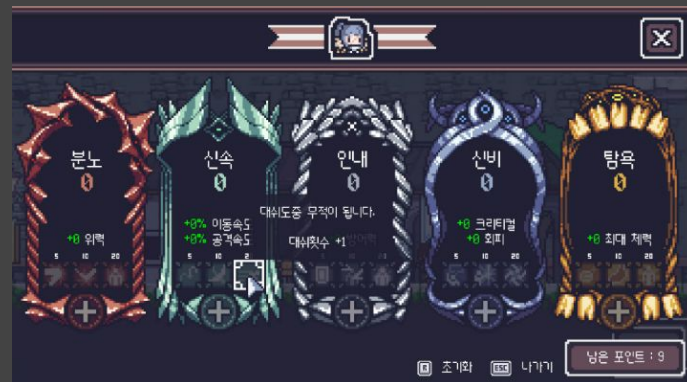 분노
0
+0 위력
5 10 20
신속
0
+0% 이동속도
+0% 공격속도
5 10 2
인내
0
대쉬도중 무적이 됩니다.
대쉬횟수 +1
신비
0
+0 크리티컬
+0 회피
5 10 20
탐욕
0
+0 최대 체력
5 10 20
R 초기화
ESC 나가기
남은 포인트 : 9